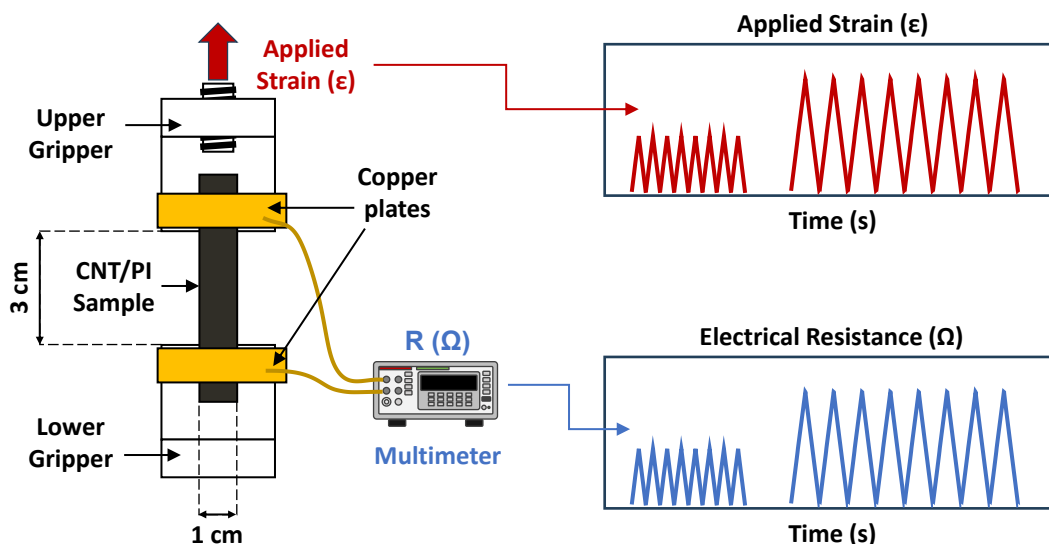 Applied
Strain (ε)
Upper
Gripper
Copper
plates
3 cm
CNT/PI
Sample
R (Ω)
Multimeter
Lower
Gripper
1 cm
Applied Strain (ε)
Time (s)
Electrical Resistance (Ω)
Time (s)